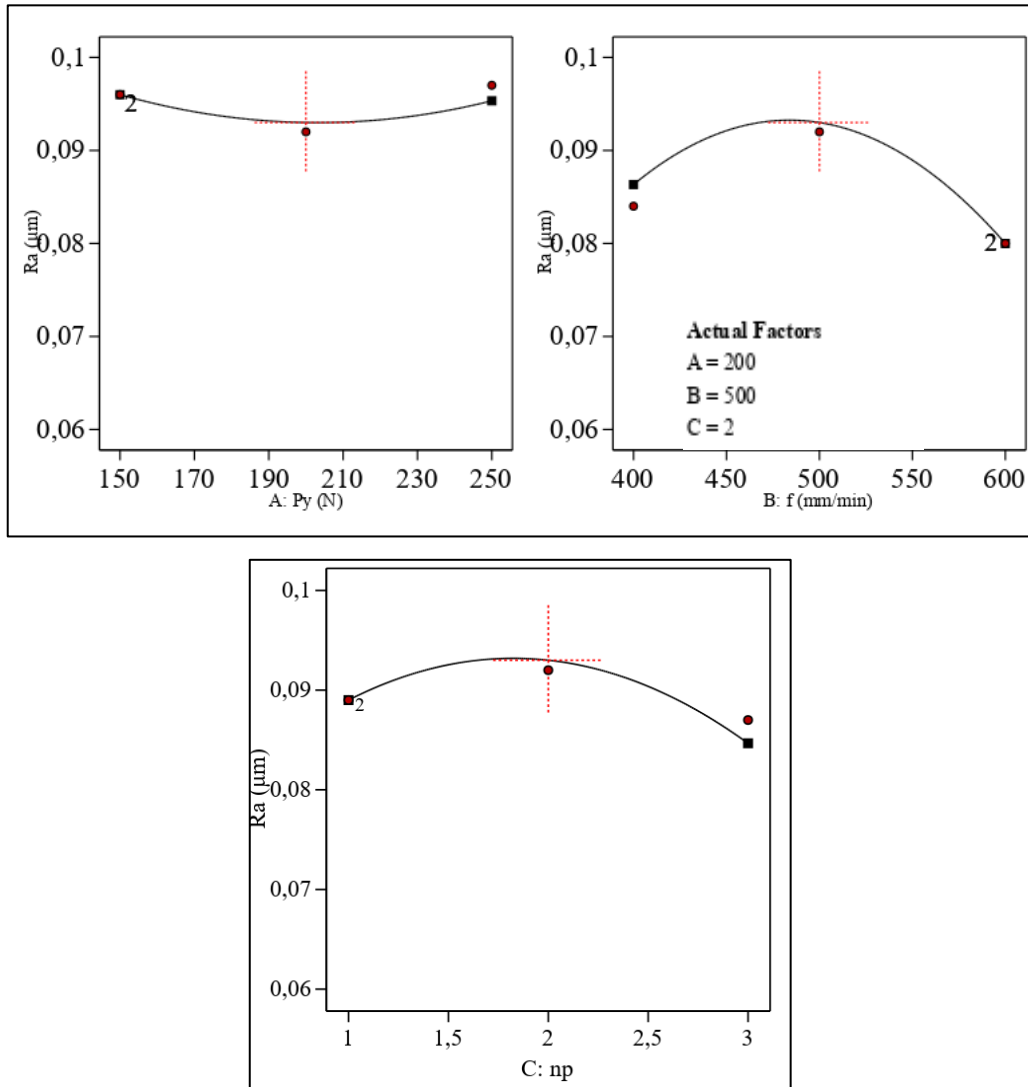 0,1
0,09
0,08
0,07
0,06
Ra (µm)
2
150 170 190 210 230 250
A: Py (N)
0,1
0,09
0,08
0,07
0,06
Ra (µm)
2
Actual Factors
A = 200
B = 500
C = 2
400 450 500 550 600
B: f (mm/min)
0,1
0,09
0,08
0,07
0,06
Ra (µm)
2
1 1,5 2 2,5 3
C: np